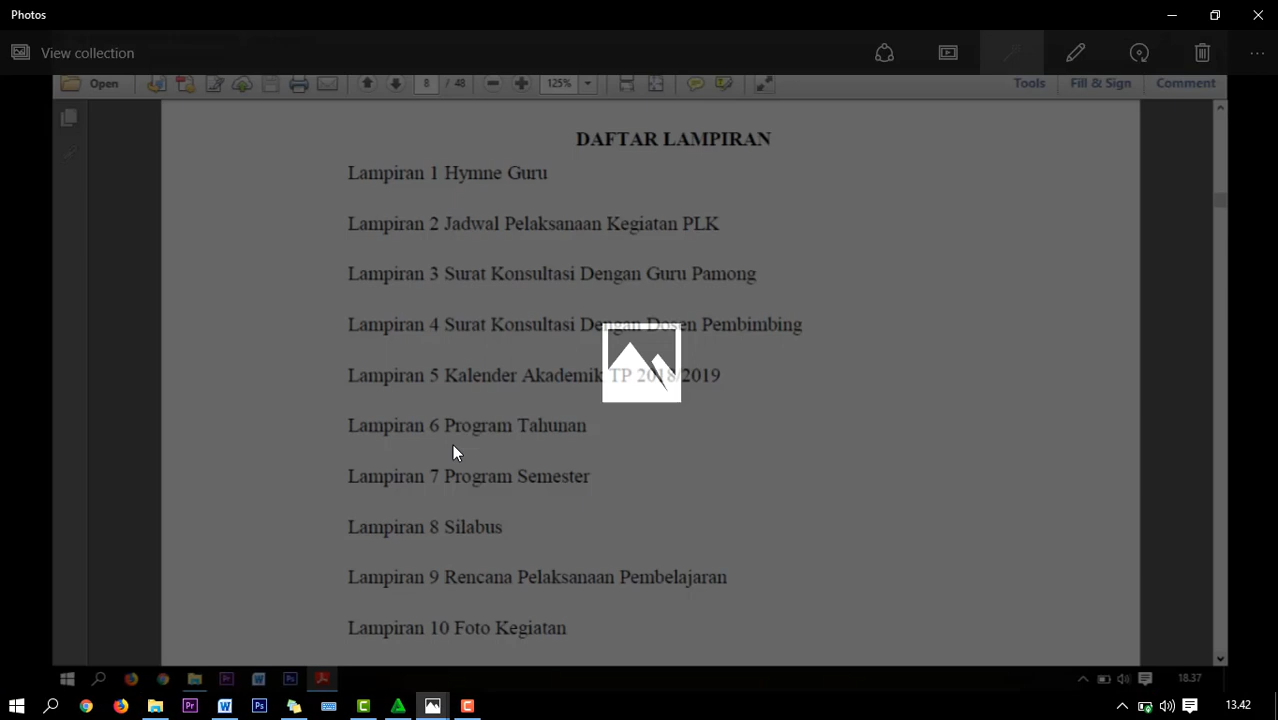 Photos
View collection
Open
8 / 48
125%
Tools
Fill & Sign
Comment
DAFTAR LAMPIRAN
Lampiran 1 Hymne Guru
Lampiran 2 Jadwal Pelaksanaan Kegiatan PLK
Lampiran 3 Surat Konsultasi Dengan Guru Pamong
Lampiran 4 Surat Konsultasi Dengan Dosen Pembimbing
Lampiran 5 Kalender Akademik TP 2018/2019
Lampiran 6 Program Tahunan
Lampiran 7 Program Semester
Lampiran 8 Silabus
Lampiran 9 Rencana Pelaksanaan Pembelajaran
Lampiran 10 Foto Kegiatan
18.37
13.42